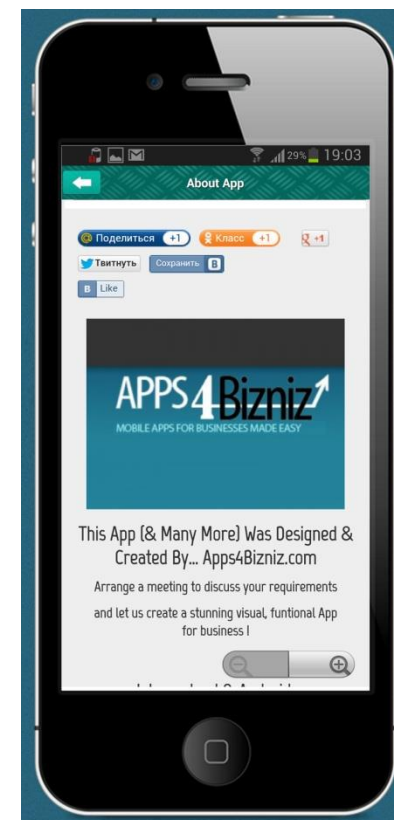 29% 19:03
About App
Поделиться +1 Класс +1 g +1
Твитнуть Сохранить B
B Like
APPS4Bizniz
MOBILE APPS FOR BUSINESSES MADE EASY
This App (& Many More) Was Designed &
Created By... Apps4Bizniz.com
Arrange a meeting to discuss your requirements
and let us create a stunning visual, funtional App
for business !